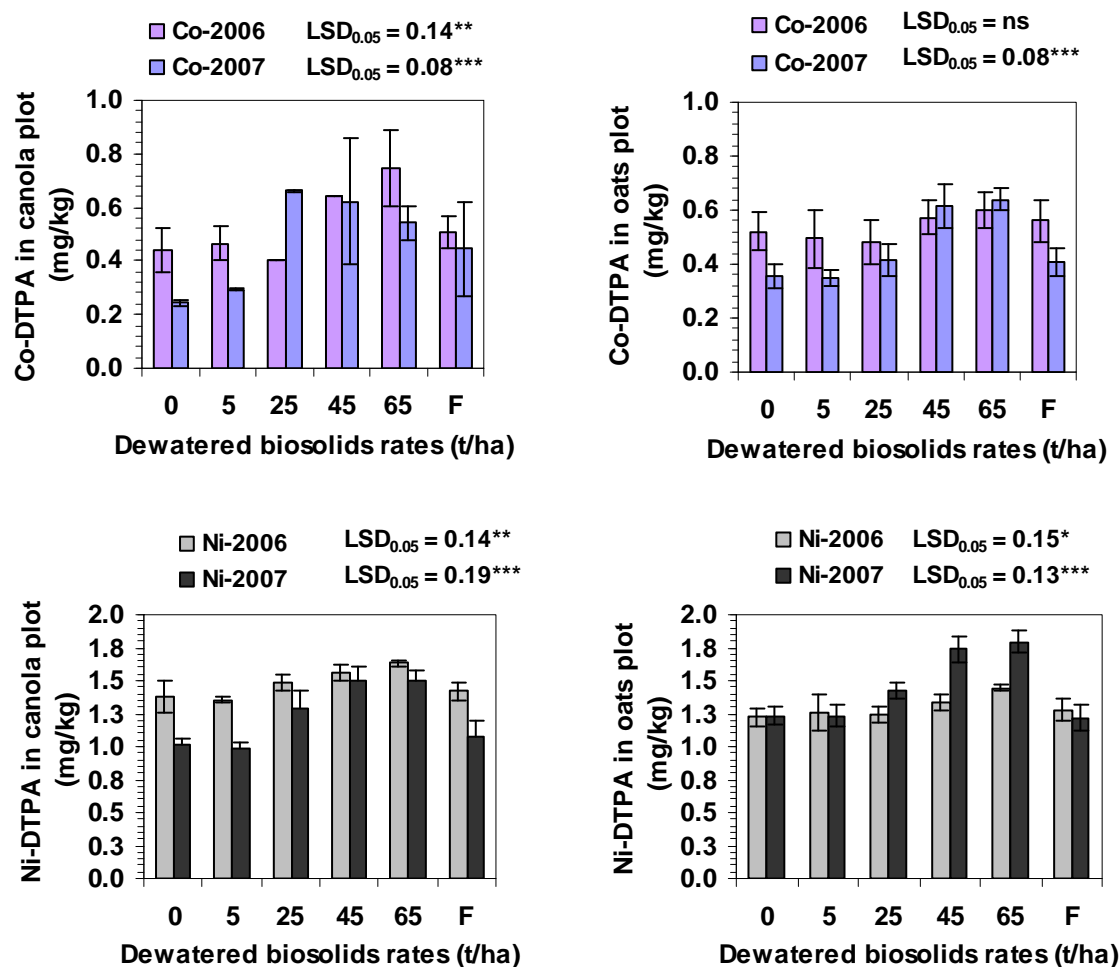 Co-2006 LSD0.05 = 0.14**
Co-2007 LSD0.05 = 0.08***
Co-DTPA in canola plot
(mg/kg)
1.0
0.8
0.6
0.4
0.2
0.0
0 5 25 45 65 F
Dewatered biosolids rates (t/ha)
Co-2006 LSD0.05 = ns
Co-2007 LSD0.05 = 0.08***
Co-DTPA in oats plot
(mg/kg)
1.0
0.8
0.6
0.4
0.2
0.0
0 5 25 45 65 F
Dewatered biosolids rates (t/ha)
Ni-2006 LSD0.05 = 0.14**
Ni-2007 LSD0.05 = 0.19***
Ni-DTPA in canola plot
(mg/kg)
2.0
1.8
1.5
1.3
1.0
0.8
0.5
0.3
0.0
0 5 25 45 65 F
Dewatered biosolids rates (t/ha)
Ni-2006 LSD0.05 = 0.15*
Ni-2007 LSD0.05 = 0.13***
Ni-DTPA in oats plot
(mg/kg)
2.0
1.8
1.5
1.3
1.0
0.8
0.5
0.3
0.0
0 5 25 45 65 F
Dewatered biosolids rates (t/ha)